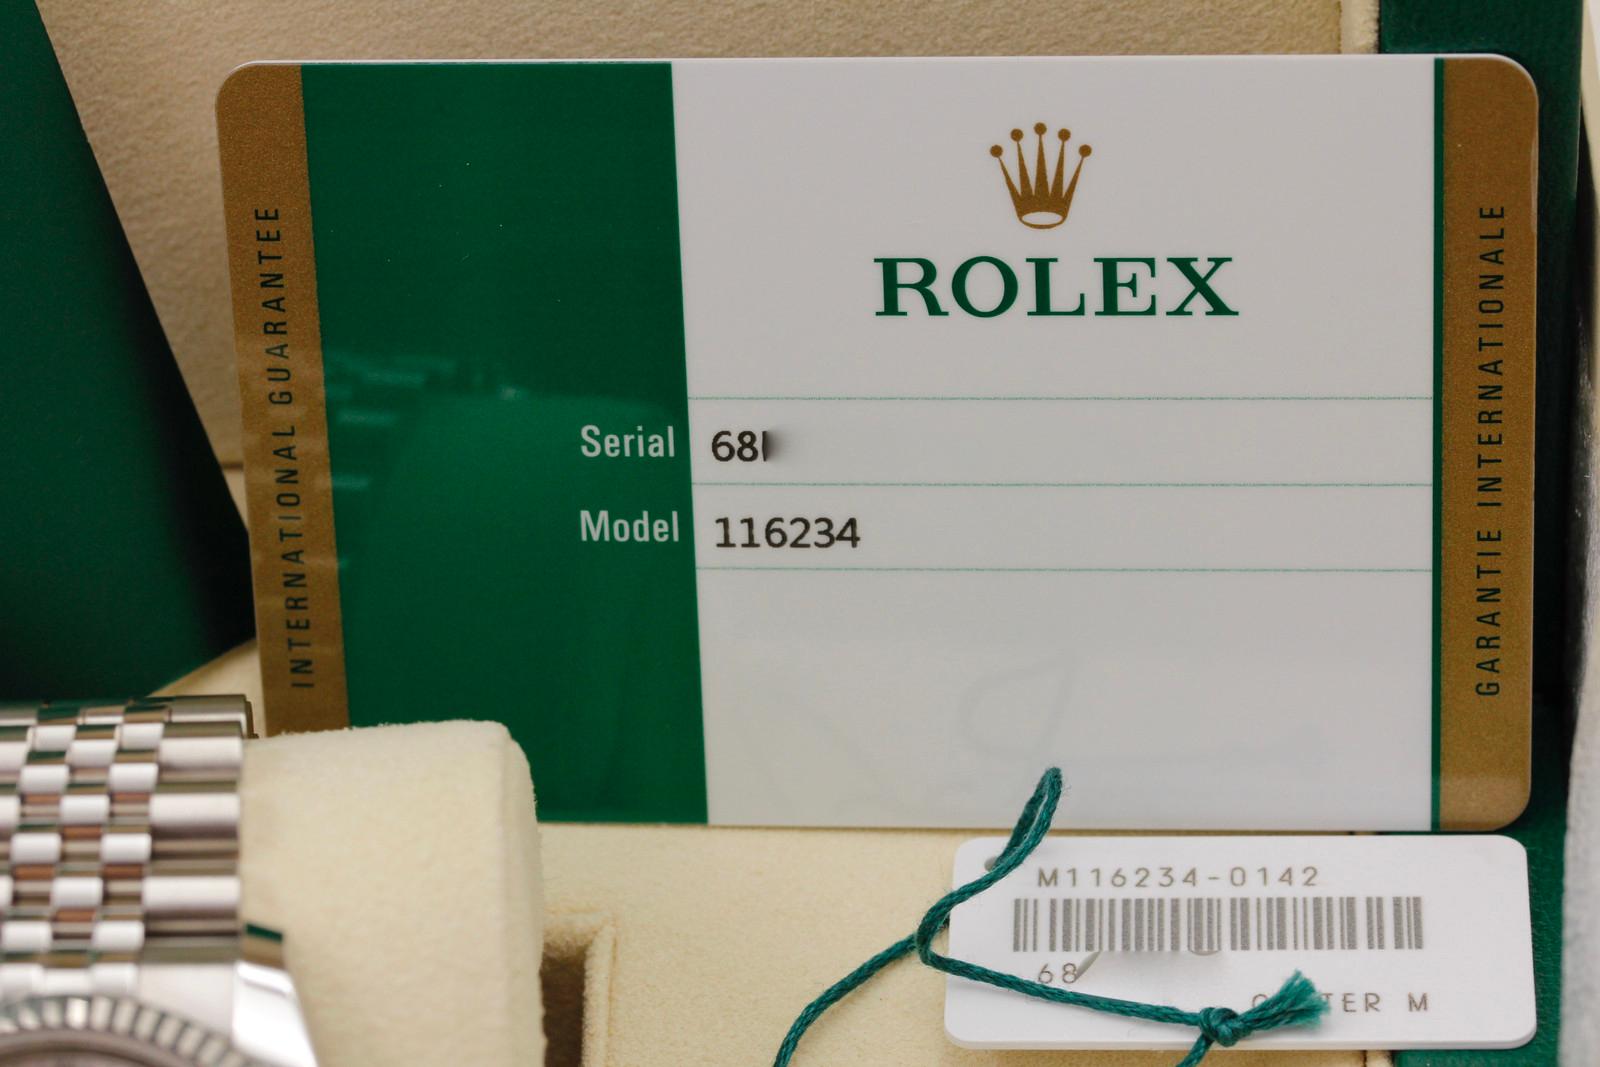 INTERNATIONAL GUARANTEE
ROLEX
Serial 68
Model 116234
GARANTIE INTERNATIONALE
M116234-0142
68
M